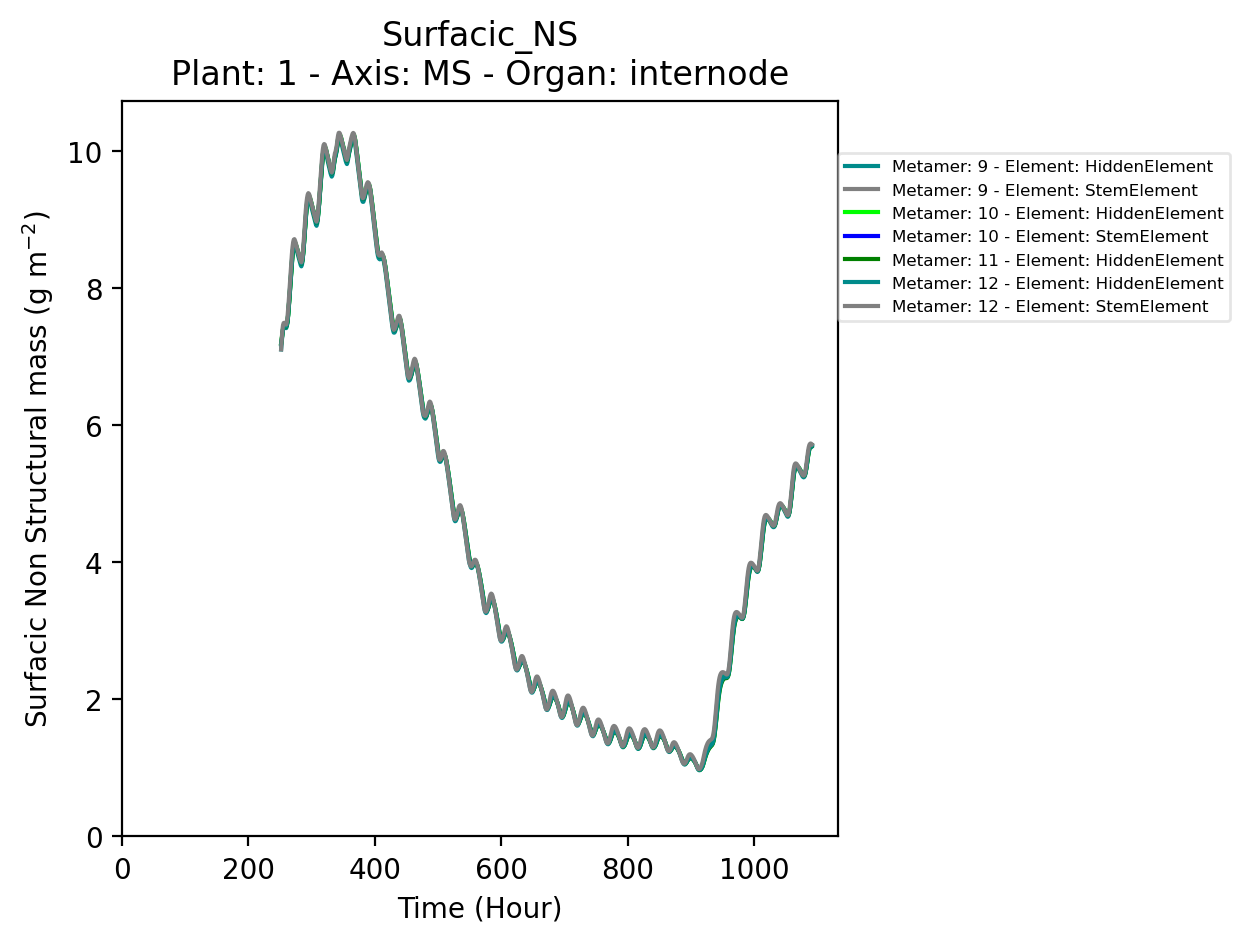 Surfacic_NS
Plant: 1 - Axis: MS - Organ: internode
Surfacic Non Structural mass (g m⁻²)
10
8
6
4
2
0
0 200 400 600 800 1000
Time (Hour)
Metamer: 9 - Element: HiddenElement
Metamer: 9 - Element: StemElement
Metamer: 10 - Element: HiddenElement
Metamer: 10 - Element: StemElement
Metamer: 11 - Element: HiddenElement
Metamer: 12 - Element: HiddenElement
Metamer: 12 - Element: StemElement